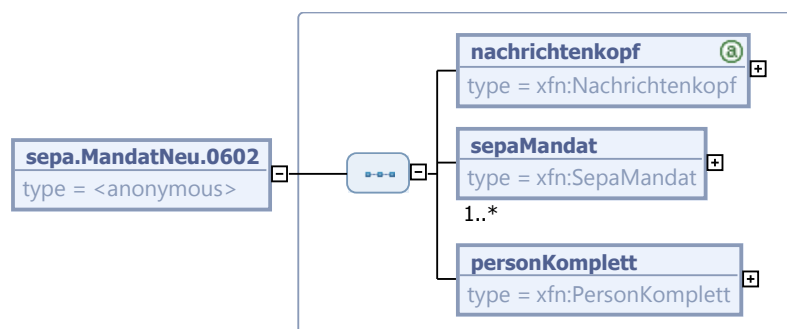 nachrichtenkopf a
type = xfn:Nachrichtenkopf
sepa.MandatNeu.0602
type = <anonymous>
sepaMandat
type = xfn:SepaMandat
1..*
personKomplett
type = xfn:PersonKomplett